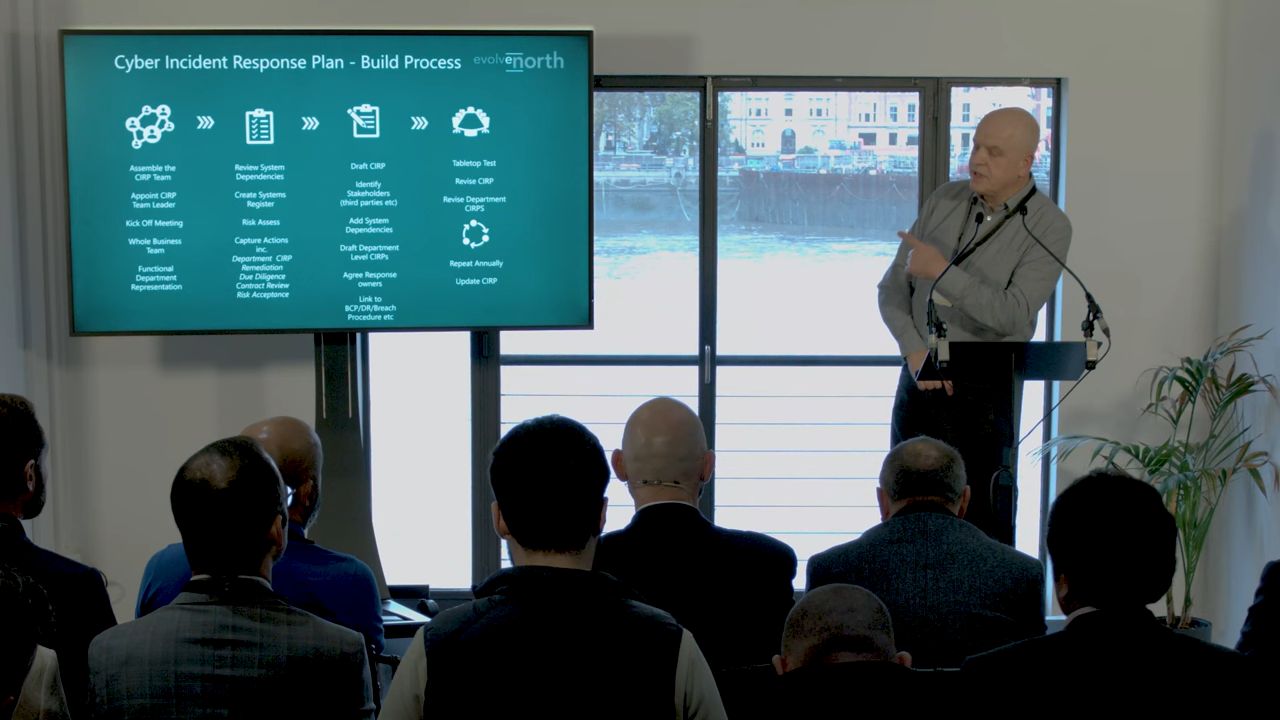 Cyber Incident Response Plan - Build Process
evolvenorth
Assemble the
CIRP Team
Appoint CIRP
Team Leader
Kick Off Meeting
Whole Business
Team
Functional
Department
Representation
Review System
Dependencies
Create Systems
Register
Risk Assess
Capture Actions
inc.
Department CIRP
Remediation
Due Diligence
Contract Review
Risk Acceptance
Draft CIRP
Identify
Stakeholders
(third parties etc)
Add System
Dependencies
Draft Department
Level CIRPs
Agree Response
owners
Link to
BCP/DR/Breach
Procedure etc
Tabletop Test
Revise CIRP
Revise Department
CIRPS
Repeat Annually
Update CIRP